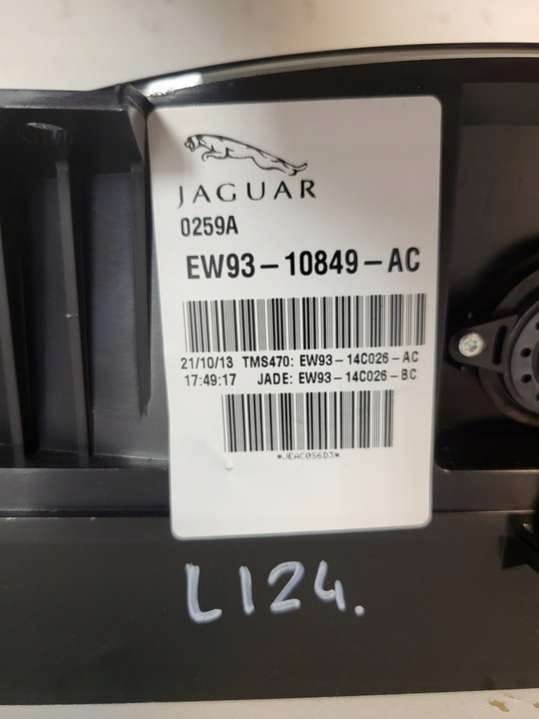 JAGUAR
0259A
EW93-10849-AC
21/10/13 TMS470: EW93-14C026-AC
17:49:17 JADE: EW93-14C026-BC
*JEAC0S6D3*
L124.